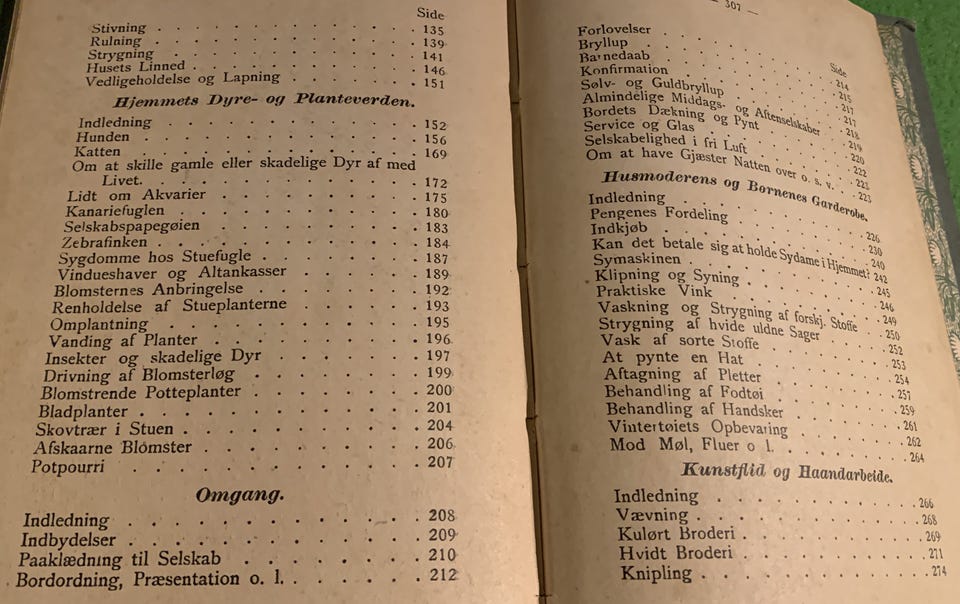 Side
Stivning . . . . . . . . . . . 135
Rulning . . . . . . . . . . . 139
Strygning . . . . . . . . . . . 141
Husets Linned . . . . . . . . . . 146
Vedligeholdelse og Lapning . . . . . . . 151
Hjemmets Dyre- og Planteverden.
Indledning . . . . . . . . . . . 152
Hunden . . . . . . . . . . . 156
Katten . . . . . . . . . . . 169
Om at skille gamle eller skadelige Dyr af med
Livet. . . . . . . . . . . . 172
Lidt om Akvarier . . . . . . . . . 175
Kanariefuglen . . . . . . . . . . 180
Selskabspapegøien . . . . . . . . . 183
Zebrafinken . . . . . . . . . . . 184
Sygdomme hos Stuefugle . . . . . . . 187
Vindueshaver og Altankasser . . . . . . 189
Blomsternes Anbringelse . . . . . . . 192
Renholdelse af Stueplanterne . . . . . . 193
Omplantning . . . . . . . . . . 195
Vanding af Planter . . . . . . . . . 196
Insekter og skadelige Dyr . . . . . . . 197
Drivning af Blomsterløg . . . . . . . . 199
Blomstrende Potteplanter . . . . . . . 200
Bladplanter . . . . . . . . . . . 201
Skovtrær i Stuen . . . . . . . . . . 204
Afskaarne Blomster . . . . . . . . . 206
Potpourri . . . . . . . . . . . 207
Omgang.
Indledning . . . . . . . . . . . 208
Indbydelser . . . . . . . . . . . 209
Paaklædning til Selskab . . . . . . . . 210
Bordordning, Præsentation o. l. . . . . . . 212
— 307 —
Side
Forlovelser . . . . . . . . . . 214
Bryllup . . . . . . . . . . 215
Barnedaab . . . . . . . . . . 217
Konfirmation . . . . . . . . . . 217
Sølv- og Guldbryllup . . . . . . . 218
Almindelige Middags- og Aftenselskaber . . 219
Bordets Dækning og Pynt . . . . . . 220
Service og Glas . . . . . . . . . 222
Selskabelighed i fri Luft . . . . . . . 223
Om at have Gjæster Natten over o. s. v. . . 223
Husmoderens og Børnenes Garderobe.
Indledning . . . . . . . . . . 226
Pengenes Fordeling . . . . . . . . 230
Indkjøb . . . . . . . . . . 240
Kan det betale sig at holde Sydame i Hjemmet? 242
Symaskinen . . . . . . . . . . 245
Klipning og Syning . . . . . . . . 246
Praktiske Vink . . . . . . . . . 249
Vaskning og Strygning af forskj. Stoffe . . 250
Strygning af hvide uldne Sager . . . . 252
Vask af sorte Stoffe . . . . . . . 253
At pynte en Hat . . . . . . . . 254
Aftagning af Pletter . . . . . . . . 257
Behandling af Fodtøi . . . . . . . 259
Behandling af Handsker . . . . . . . 261
Vintertøiets Opbevaring . . . . . . . 262
Mod Møl, Fluer o l. . . . . . . . . 264
Kunstflid og Haandarbeide.
Indledning . . . . . . . . . . 266
Vævning . . . . . . . . . . 268
Kulørt Broderi . . . . . . . . . 269
Hvidt Broderi . . . . . . . . . 271
Knipling . . . . . . . . . . 274